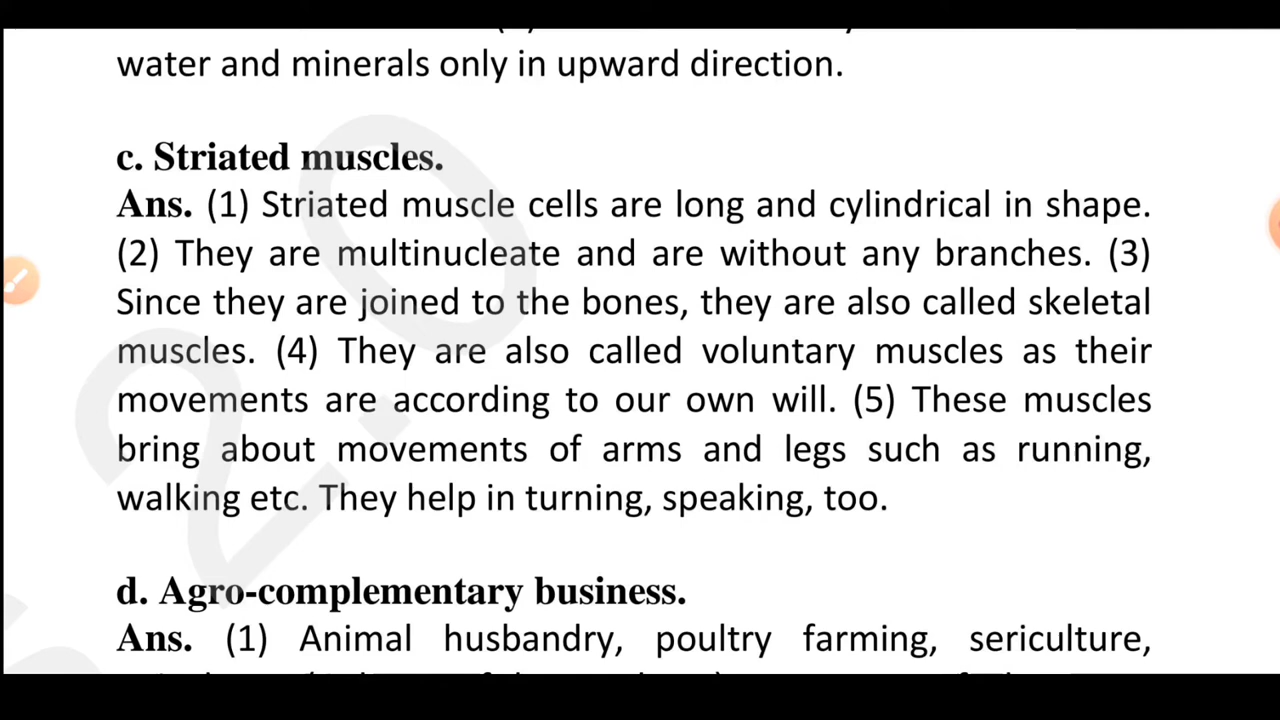 water and minerals only in upward direction.
c. Striated muscles.
Ans. (1) Striated muscle cells are long and cylindrical in shape.
(2) They are multinucleate and are without any branches. (3)
Since they are joined to the bones, they are also called skeletal
muscles. (4) They are also called voluntary muscles as their
movements are according to our own will. (5) These muscles
bring about movements of arms and legs such as running,
walking etc. They help in turning, speaking, too.
d. Agro-complementary business.
Ans. (1) Animal husbandry, poultry farming, sericulture,
2.0